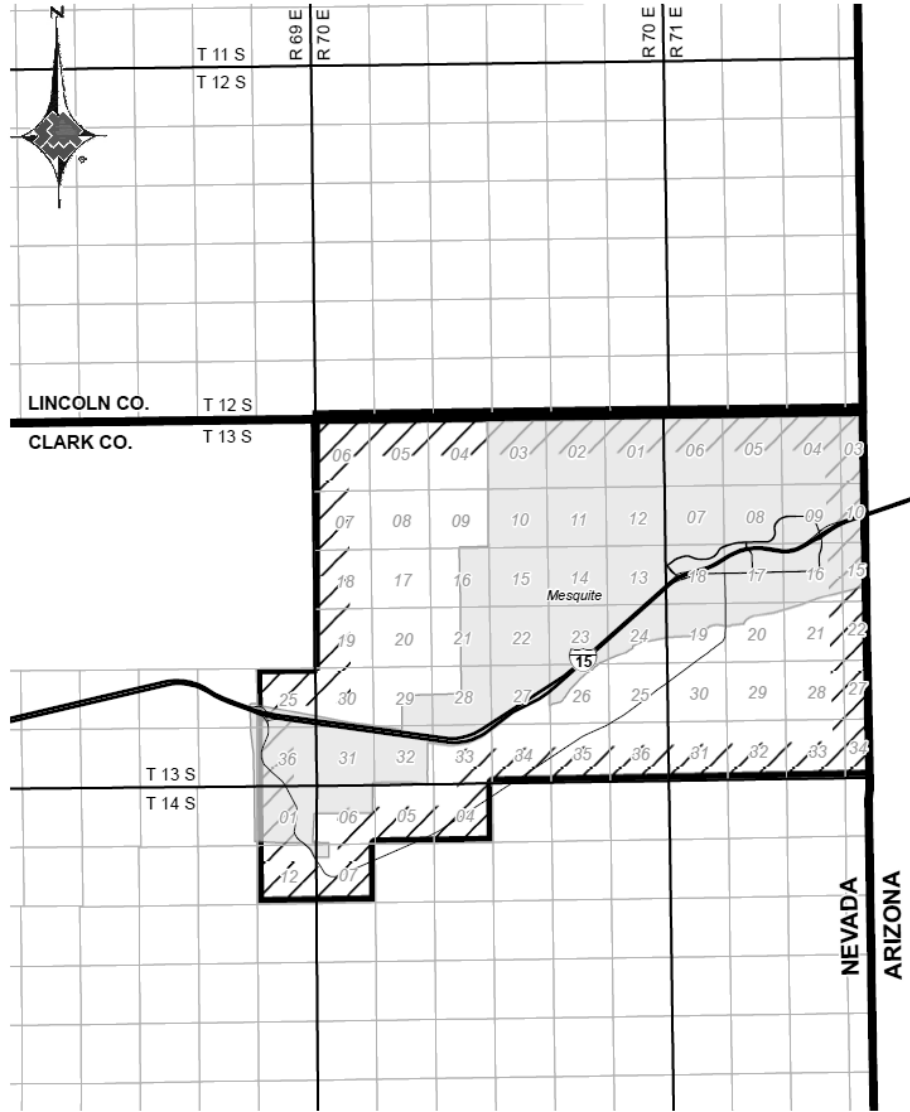 N
R 69 E
R 70 E
R 70 E
R 71 E
T 11 S
T 12 S
LINCOLN CO.
T 12 S
CLARK CO.
T 13 S
06 05 04 03 02 01 06 05 04 03
07 08 09 10 11 12 07 08 09 10
18 17 16 15 14 13 18 17 16 15
Mesquite
19 20 21 22 23 24 19 20 21 22
15
25 30 29 28 27 26 25 30 29 28 27
36 31 32 33 34 35 36 31 32 33 34
T 13 S
T 14 S
01 06 05 04
12 07
NEVADA
ARIZONA